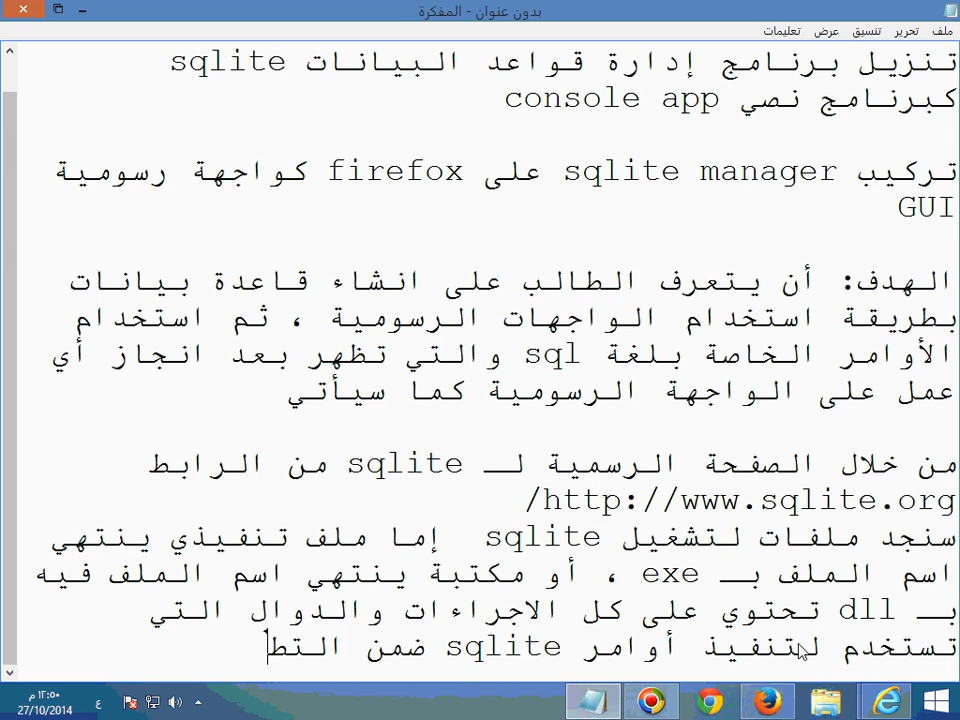 بدون عنوان - المفكرة
ملف تحرير تنسيق عرض تعليمات
تنزيل برنامج إدارة قواعد البيانات sqlite
كبرنامج نصي console app
تركيب sqlite manager على firefox كواجهة رسومية
GUI
الهدف: أن يتعرف الطالب على انشاء قاعدة بيانات
بطريقة استخدام الواجهات الرسومية ، ثم استخدام
الأوامر الخاصة بلغة sql والتي تظهر بعد انجاز أي
عمل على الواجهة الرسومية كما سيأتي
من خلال الصفحة الرسمية لـ sqlite من الرابط
http://www.sqlite.org/
سنجد ملفات لتشغيل sqlite إما ملف تنفيذي ينتهي
اسم الملف بـ exe ، أو مكتبة ينتهي اسم الملف فيه
بـ dll تحتوي على كل الاجراءات والدوال التي
تستخدم لتنفيذ أوامر sqlite ضمن التط
ع
١٢:٥٠ م
27/10/2014